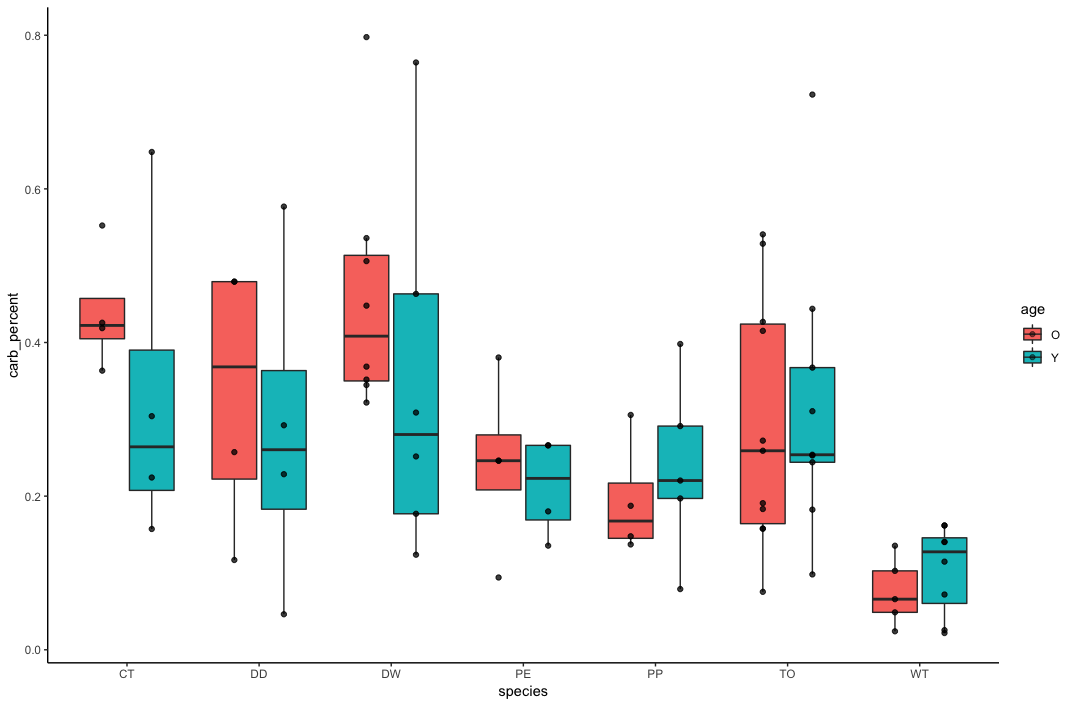 carb_percent
0.8
0.6
0.4
0.2
0.0
CT DD DW PE PP TO WT
species
age
O
Y